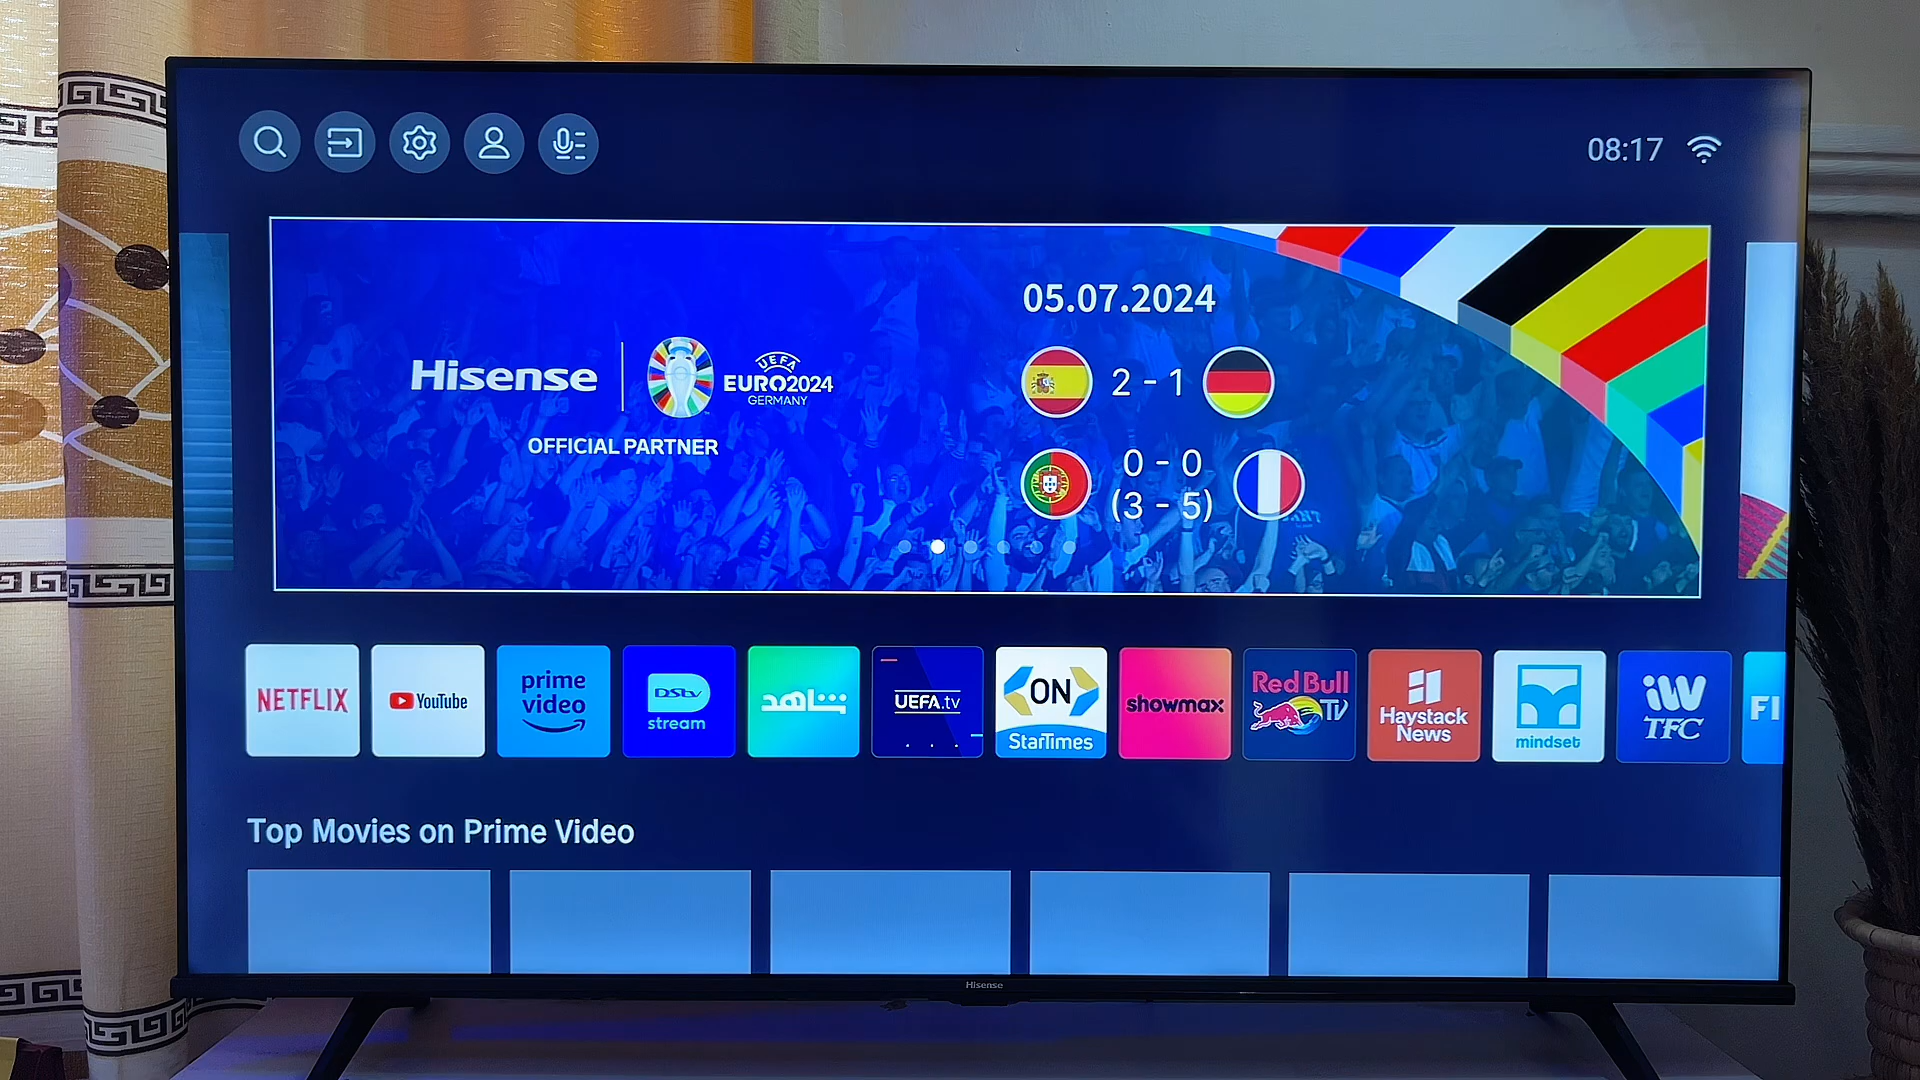 08:17
Hisense
UEFA
EURO2024
GERMANY
OFFICIAL PARTNER
05.07.2024
2 - 1
0 - 0
(3 - 5)
NETFLIX
YouTube
prime
video
DStv
stream
شاهد
UEFA.tv
ON
StarTimes
showmax
Red Bull
TV
Haystack
News
mindset
iW
TFC
FI
Top Movies on Prime Video
Hisense